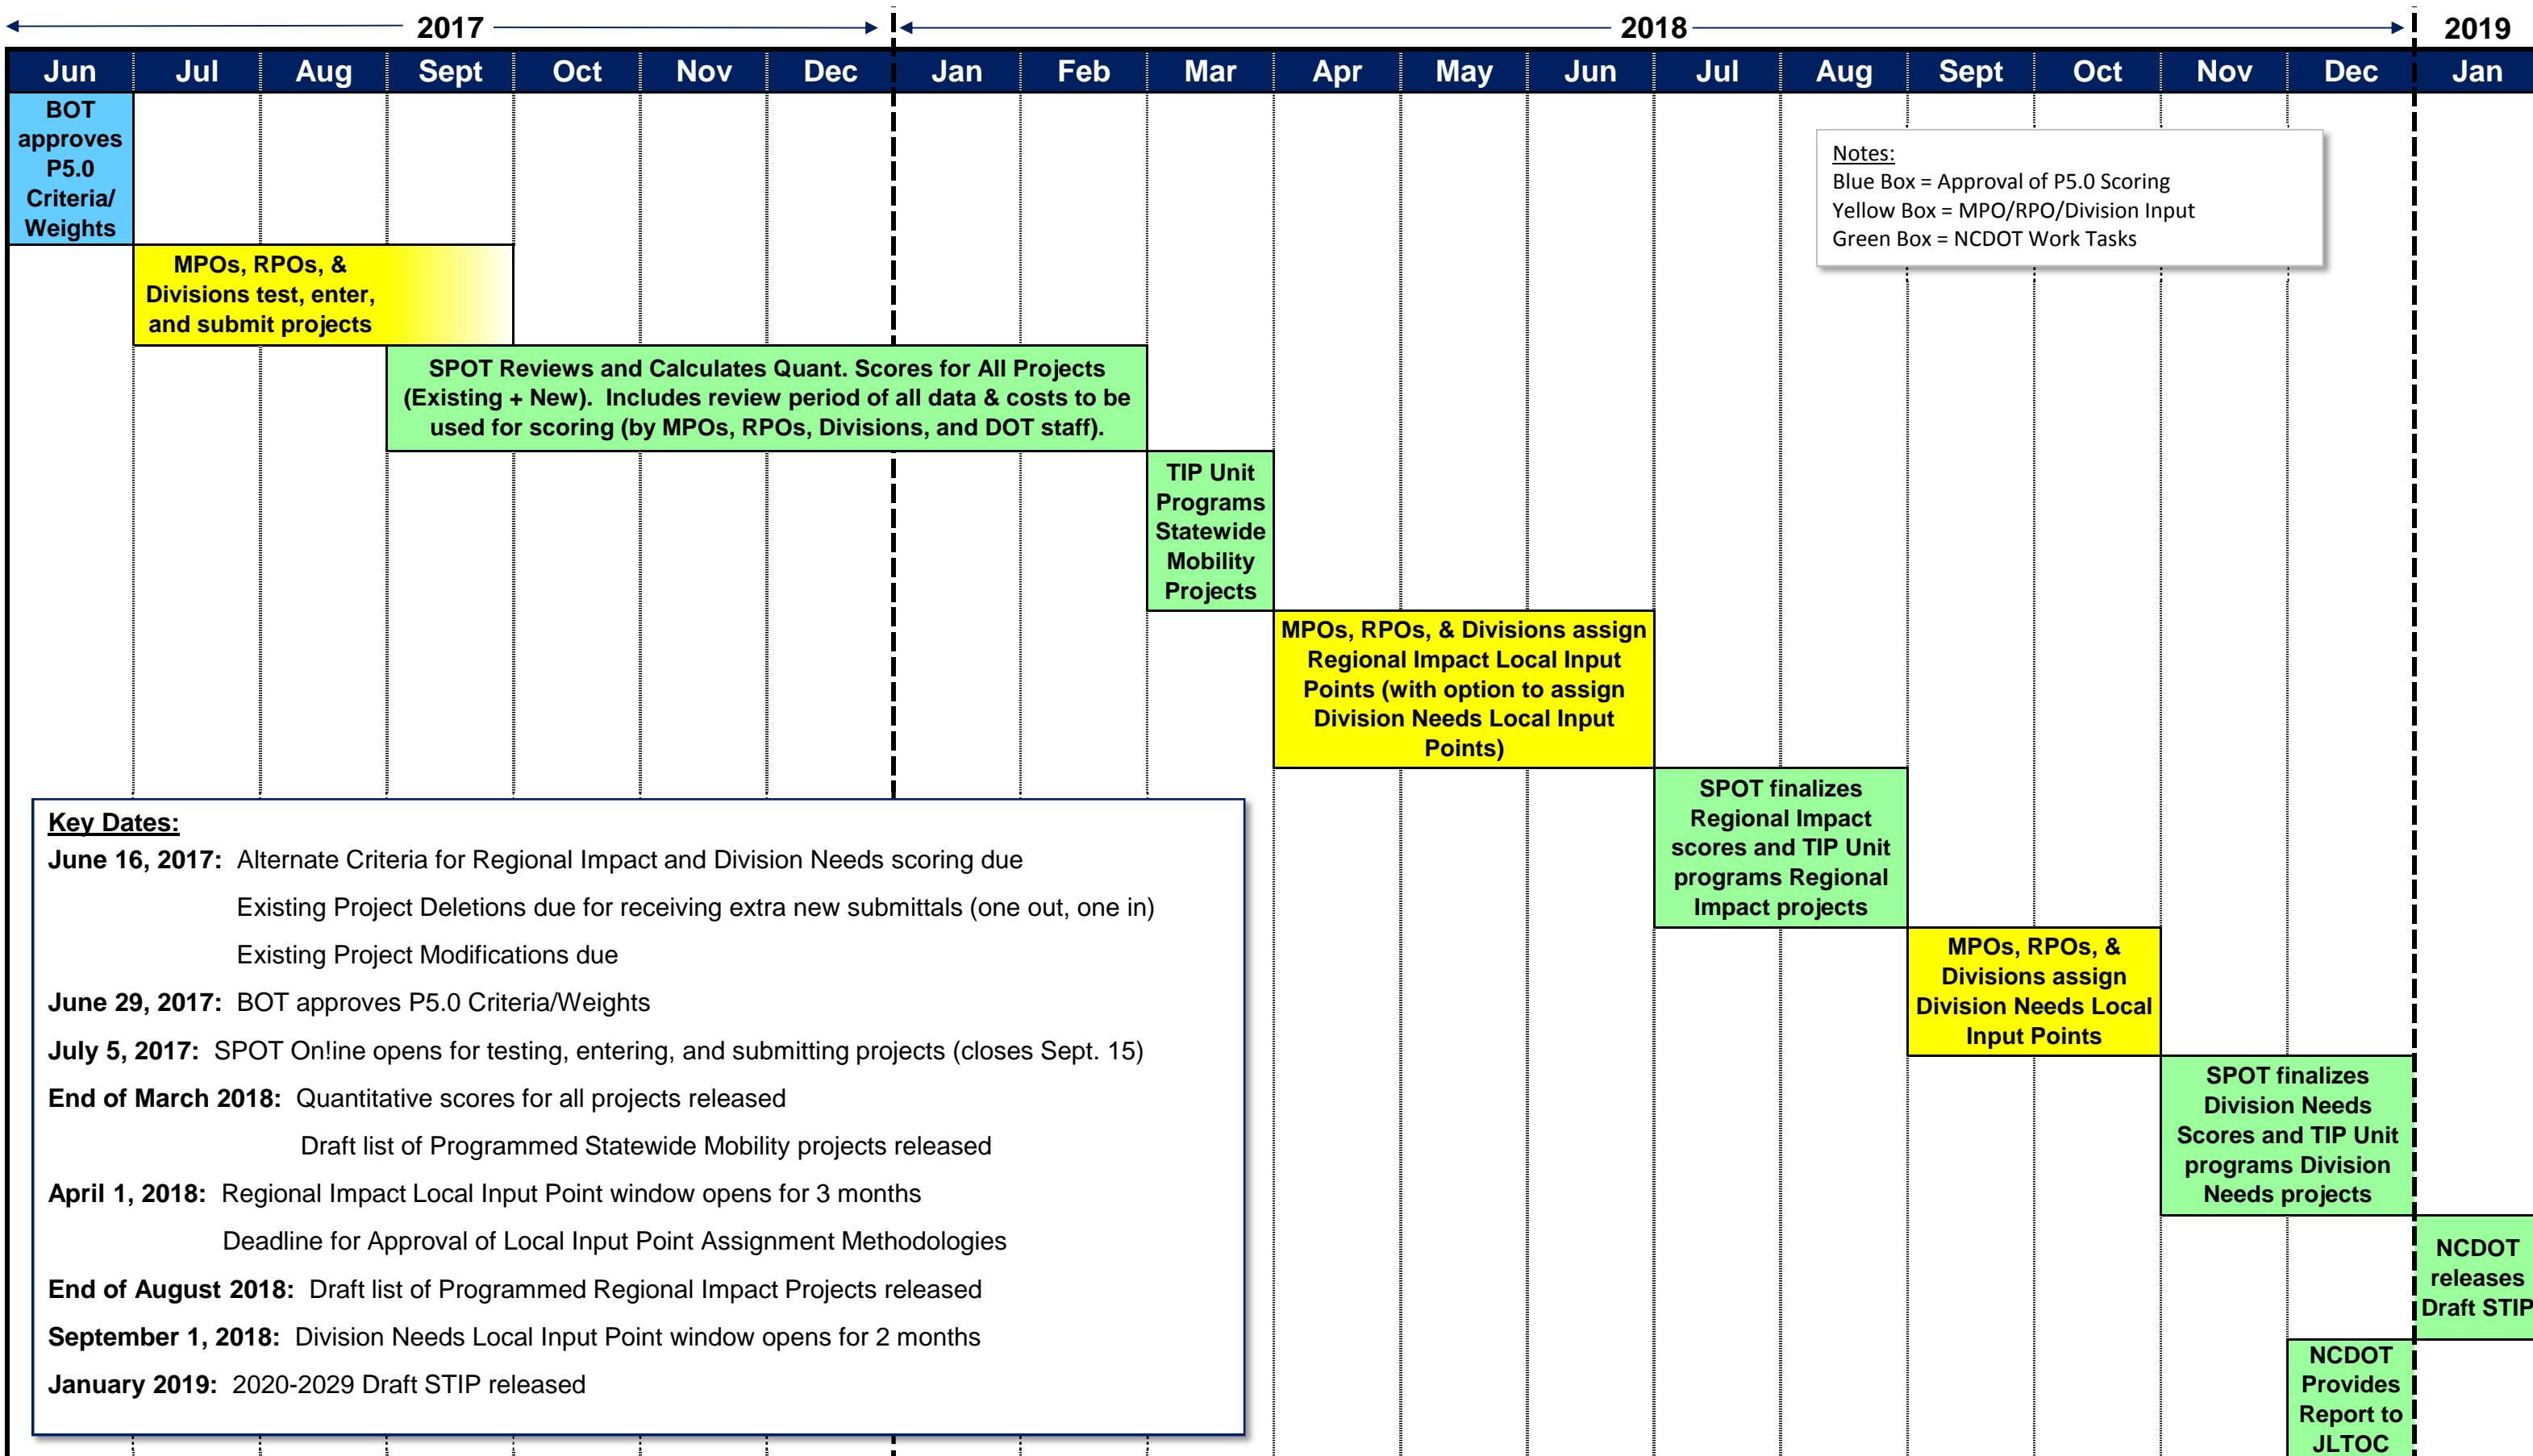 2017
2018
2019
Jun Jul Aug Sept Oct Nov Dec Jan Feb Mar Apr May Jun Jul Aug Sept Oct Nov Dec Jan
BOT
approves
P5.0
Criteria/
Weights
Notes:
Blue Box = Approval of P5.0 Scoring
Yellow Box = MPO/RPO/Division Input
Green Box = NCDOT Work Tasks
MPOs, RPOs, &
Divisions test, enter,
and submit projects
SPOT Reviews and Calculates Quant. Scores for All Projects
(Existing + New). Includes review period of all data & costs to be
used for scoring (by MPOs, RPOs, Divisions, and DOT staff).
TIP Unit
Programs
Statewide
Mobility
Projects
MPOs, RPOs, & Divisions assign
Regional Impact Local Input
Points (with option to assign
Division Needs Local Input
Points)
SPOT finalizes
Regional Impact
scores and TIP Unit
programs Regional
Impact projects
MPOs, RPOs, &
Divisions assign
Division Needs Local
Input Points
SPOT finalizes
Division Needs
Scores and TIP Unit
programs Division
Needs projects
NCDOT
releases
Draft STIP
NCDOT
Provides
Report to
JLTOC
Key Dates:
June 16, 2017: Alternate Criteria for Regional Impact and Division Needs scoring due
Existing Project Deletions due for receiving extra new submittals (one out, one in)
Existing Project Modifications due
June 29, 2017: BOT approves P5.0 Criteria/Weights
July 5, 2017: SPOT On!ine opens for testing, entering, and submitting projects (closes Sept. 15)
End of March 2018: Quantitative scores for all projects released
Draft list of Programmed Statewide Mobility projects released
April 1, 2018: Regional Impact Local Input Point window opens for 3 months
Deadline for Approval of Local Input Point Assignment Methodologies
End of August 2018: Draft list of Programmed Regional Impact Projects released
September 1, 2018: Division Needs Local Input Point window opens for 2 months
January 2019: 2020-2029 Draft STIP released